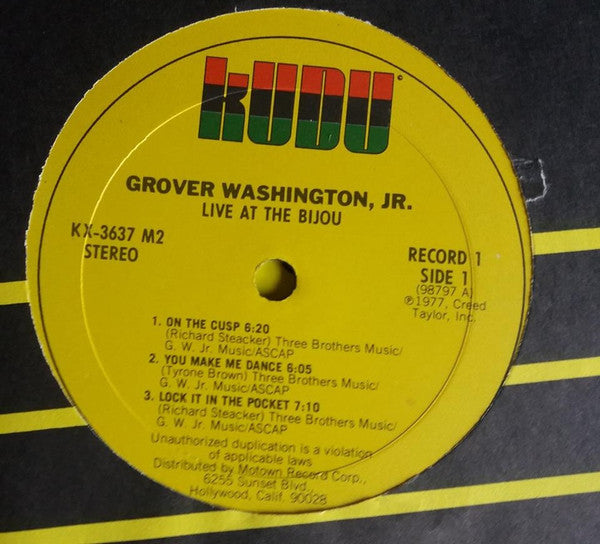 KUDU
GROVER WASHINGTON, JR.
LIVE AT THE BIJOU
KX-3637 M2
STEREO
RECORD 1
SIDE 1
(98797 A)
℗1977, Creed
Taylor, Inc.
1. ON THE CUSP 6:20
(Richard Steacker) Three Brothers Music/
G. W. Jr. Music/ASCAP
2. YOU MAKE ME DANCE 6:05
(Tyrone Brown) Three Brothers Music/
G. W. Jr. Music/ASCAP
3. LOCK IT IN THE POCKET 7:10
(Richard Steacker) Three Brothers Music/
G. W. Jr. Music/ASCAP
Unauthorized duplication is a violation
of applicable laws
Distributed by Motown Record Corp.,
6255 Sunset Blvd.
Hollywood, Calif. 90028